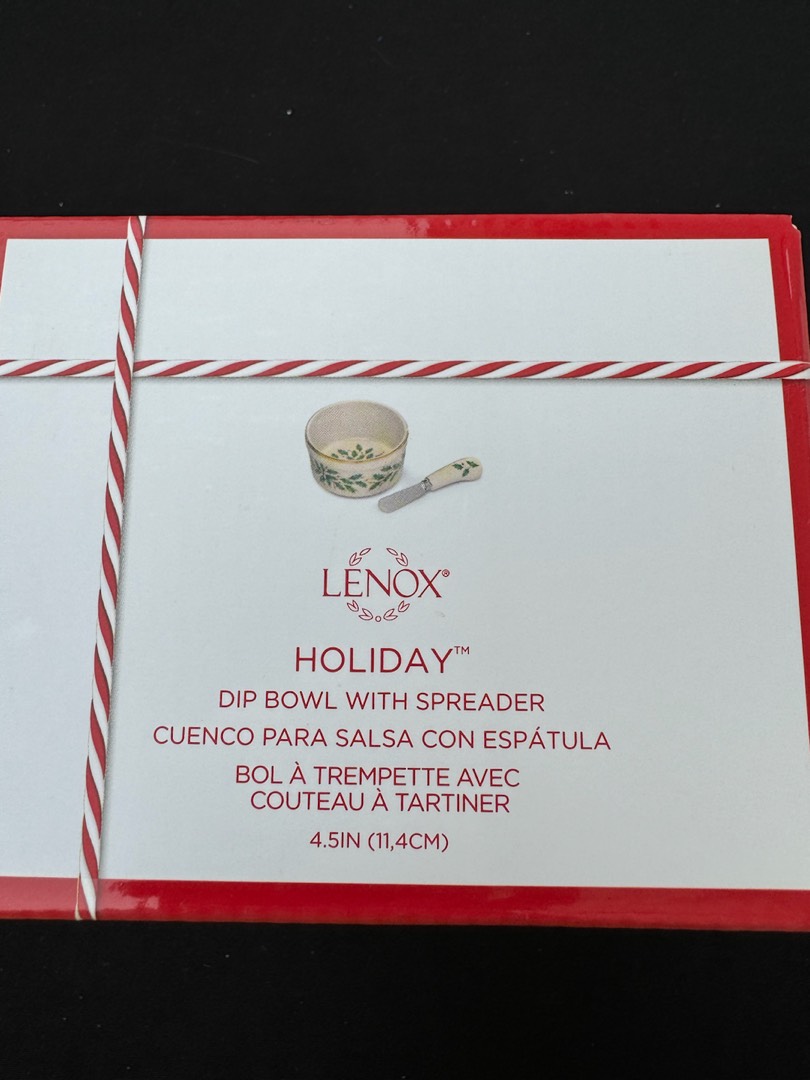 LENOX®
HOLIDAY™
DIP BOWL WITH SPREADER
CUENCO PARA SALSA CON ESPÁTULA
BOL À TREMPETTE AVEC
COUTEAU À TARTINER
4.5IN (11,4CM)